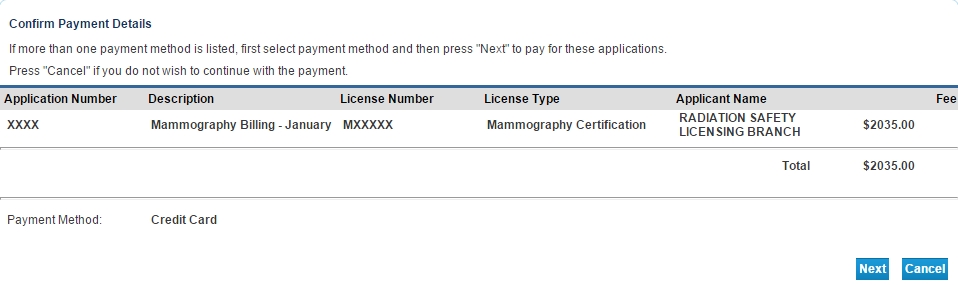 Confirm Payment Details
If more than one payment method is listed, first select payment method and then press "Next" to pay for these applications.
Press "Cancel" if you do not wish to continue with the payment.
Application Number Description License Number License Type Applicant Name Fee
XXXX Mammography Billing - January MXXXXX Mammography Certification RADIATION SAFETY LICENSING BRANCH $2035.00
Total $2035.00
Payment Method: Credit Card
Next Cancel